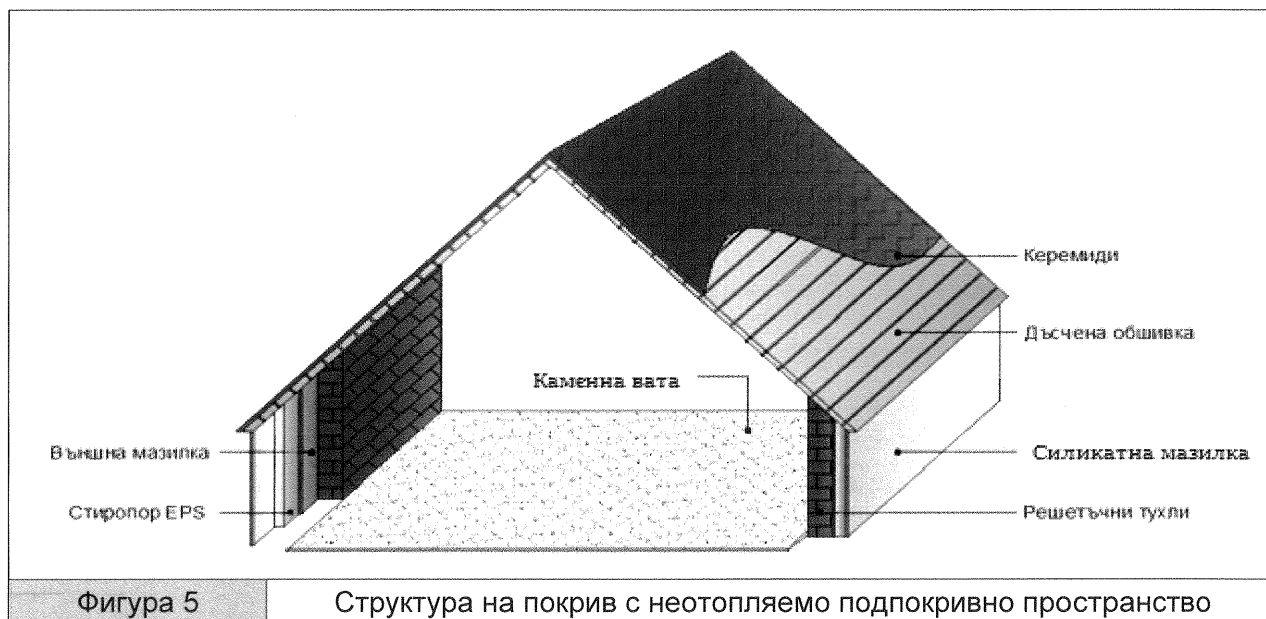 Керемиди
Дъсчена обшивка
Каменна вата
Външна мазилка
Силикатна мазилка
Стиропор EPS
Решетъчни тухли
Фигура 5
Структура на покрив с неотопляемо подпокривно пространство